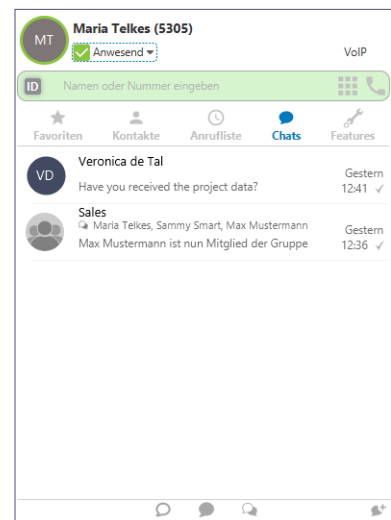 MT
Maria Telkes (5305)
Anwesend
VoIP
ID
Namen oder Nummer eingeben
Favoriten Kontakte Anrufliste Chats Features
VD
Veronica de Tal
Have you received the project data?
Gestern
12:41
Sales
Maria Telkes, Sammy Smart, Max Mustermann
Max Mustermann ist nun Mitglied der Gruppe
Gestern
12:36